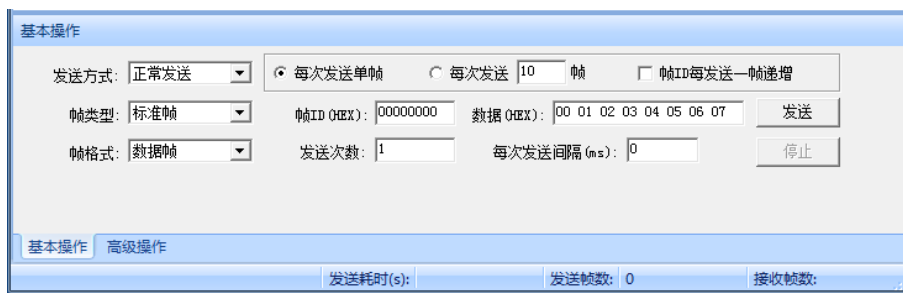 基本操作
发送方式: 正常发送 每次发送单帧 每次发送 10 帧 帧ID每发送一帧递增
帧类型: 标准帧 帧ID(HEX): 00000000 数据(HEX): 00 01 02 03 04 05 06 07 发送
帧格式: 数据帧 发送次数: 1 每次发送间隔(ms): 0 停止
基本操作 高级操作
发送耗时(s): 发送帧数: 0 接收帧数: